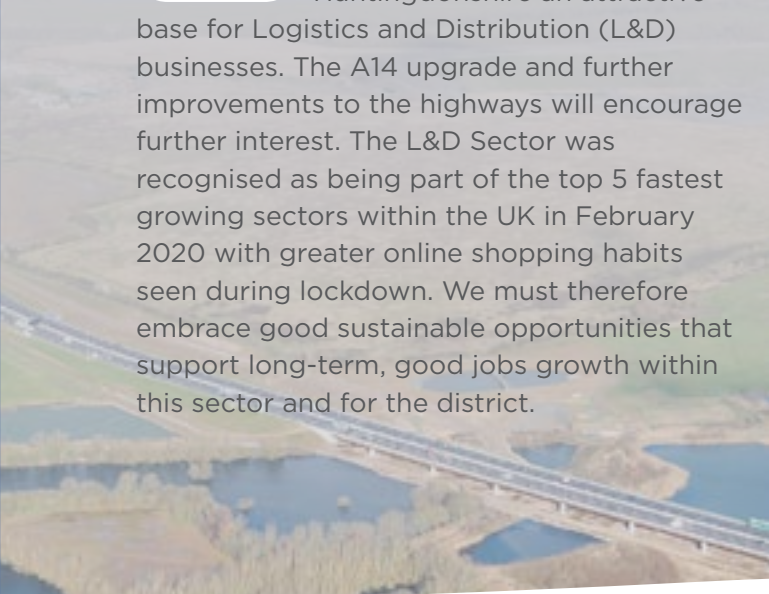 Huntingdonshire an attractive
base for Logistics and Distribution (L&D)
businesses. The A14 upgrade and further
improvements to the highways will encourage
further interest. The L&D Sector was
recognised as being part of the top 5 fastest
growing sectors within the UK in February
2020 with greater online shopping habits
seen during lockdown. We must therefore
embrace good sustainable opportunities that
support long-term, good jobs growth within
this sector and for the district.